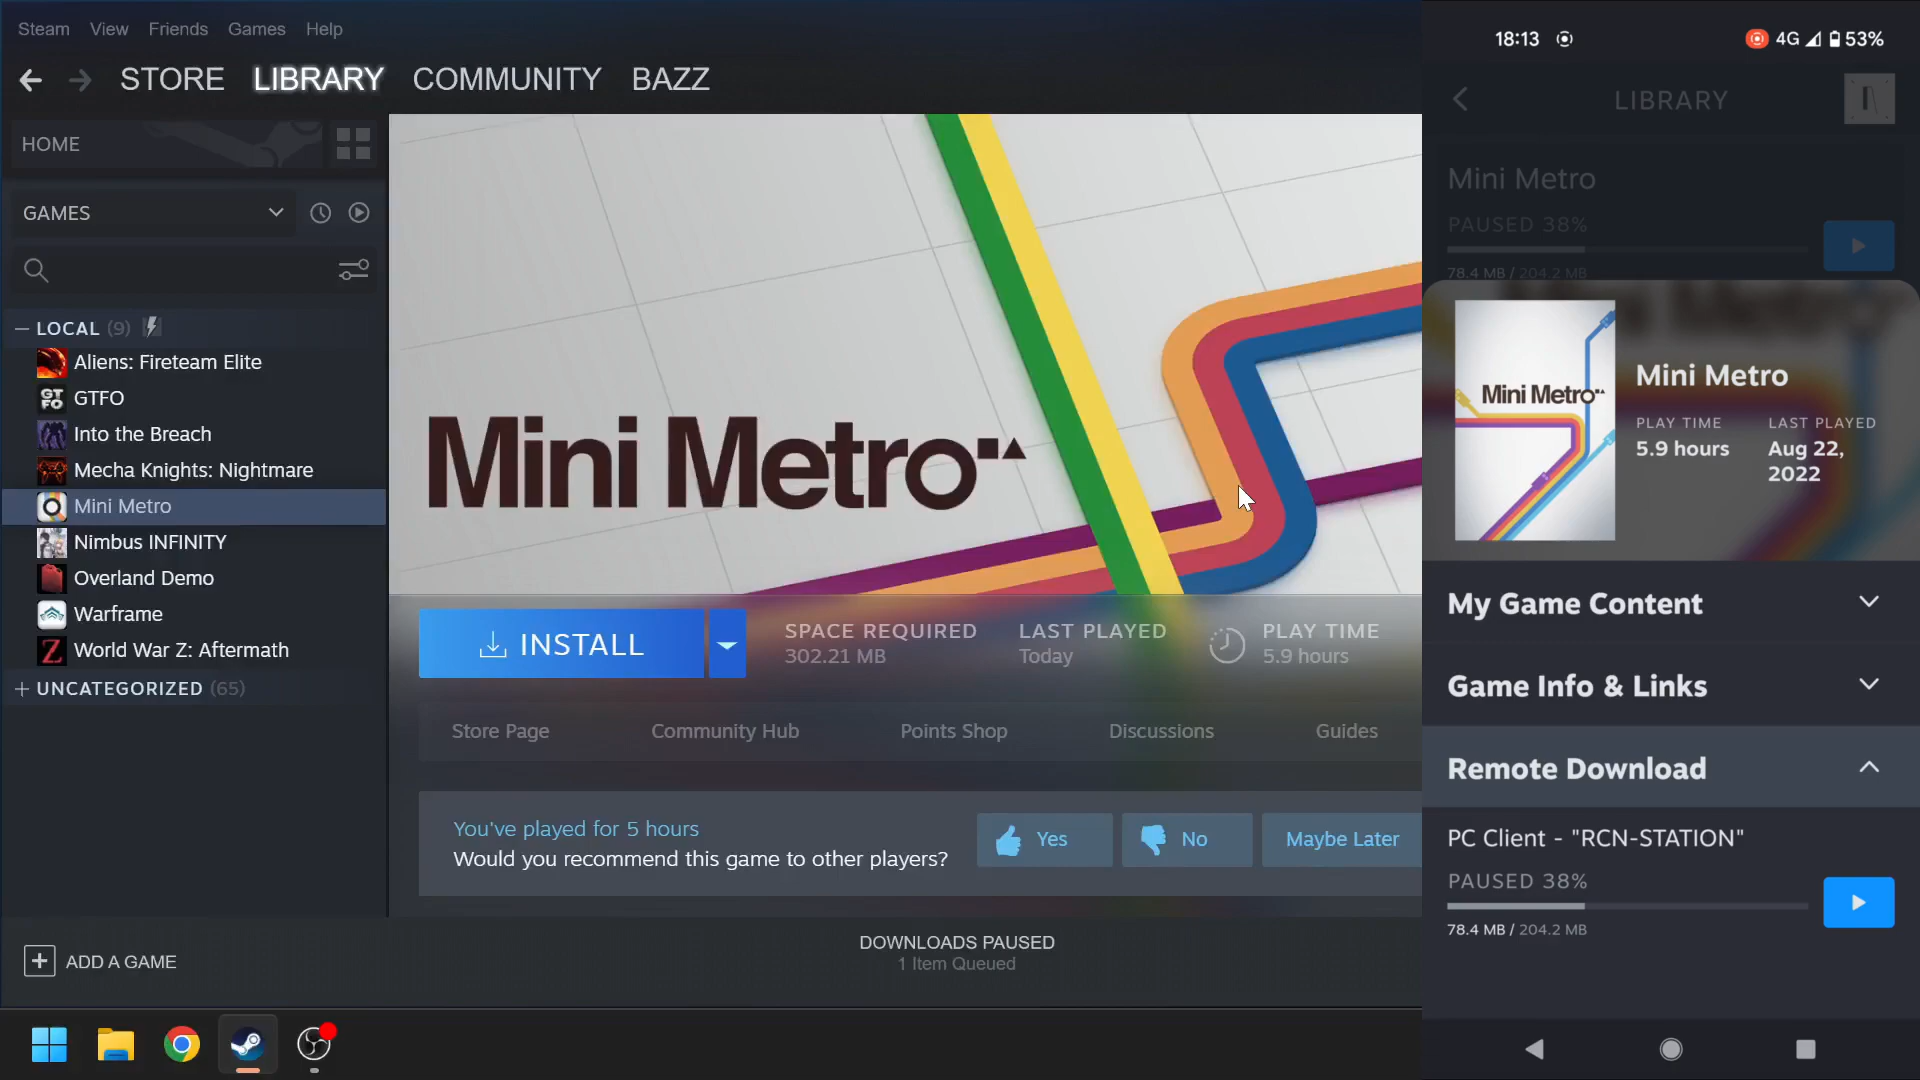 Steam View Friends Games Help
STORE LIBRARY COMMUNITY BAZZ
HOME
GAMES
LOCAL (9)
Aliens: Fireteam Elite
GTFO
Into the Breach
Mecha Knights: Nightmare
Mini Metro
Nimbus INFINITY
Overland Demo
Warframe
World War Z: Aftermath
UNCATEGORIZED (65)
ADD A GAME
Mini Metro
INSTALL
SPACE REQUIRED
302.21 MB
LAST PLAYED
Today
PLAY TIME
5.9 hours
Store Page Community Hub Points Shop Discussions Guides
You've played for 5 hours
Would you recommend this game to other players?
Yes No Maybe Later
DOWNLOADS PAUSED
1 Item Queued
18:13 4G 53%
LIBRARY
Mini Metro
PAUSED 38%
78.4 MB / 204.2 MB
Mini Metro
Mini Metro
PLAY TIME
5.9 hours
LAST PLAYED
Aug 22,
2022
My Game Content
Game Info & Links
Remote Download
PC Client - "RCN-STATION"
PAUSED 38%
78.4 MB / 204.2 MB